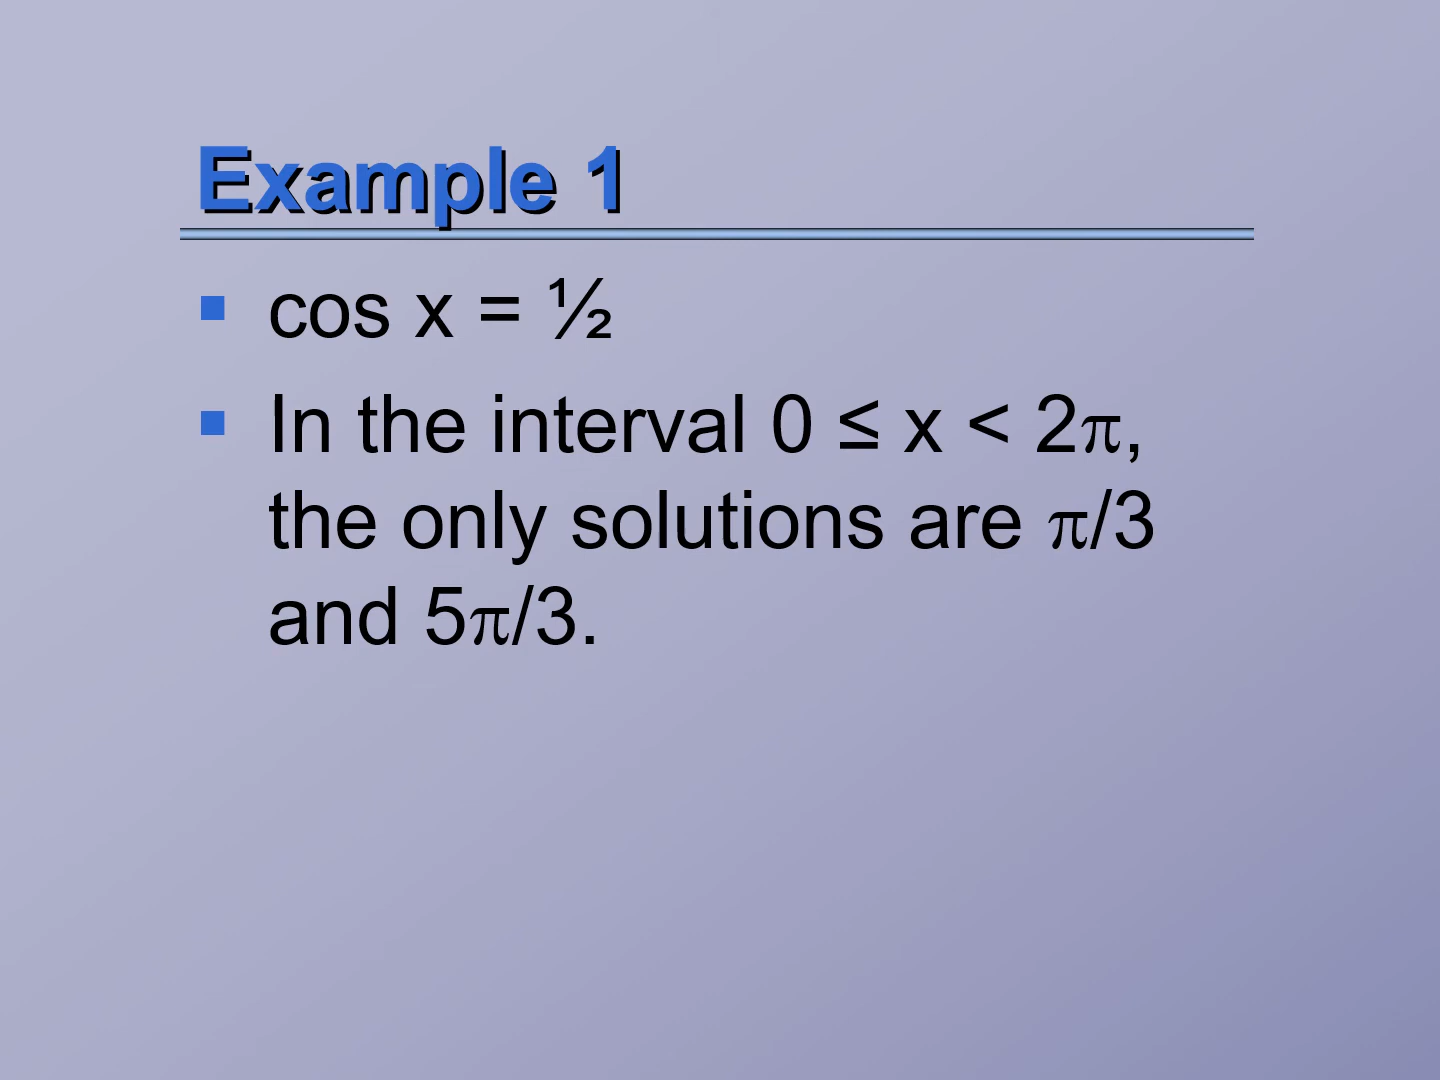 Example 1
▪ cos x = ½
▪ In the interval 0 ≤ x < 2π,
the only solutions are π/3
and 5π/3.